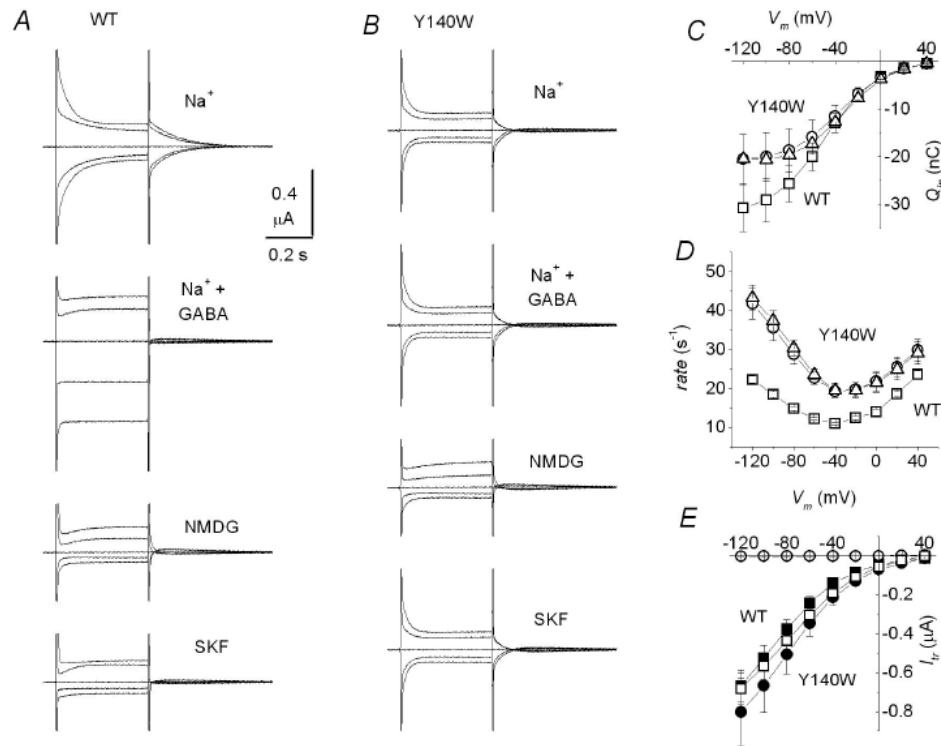 A
WT
Na+
0.4
μA
0.2 s
Na+ +
GABA
NMDG
SKF
B
Y140W
Na+
Na+ +
GABA
NMDG
SKF
C
Vm (mV)
-120 -80 -40 0 40
Y140W
WT
-10
-20
-30
(nC)
D
50
40
30
20
10
rate (s-1)
Y140W
WT
-120 -80 -40 0 40
Vm (mV)
E
-120 -80 -40 0 40
WT
Y140W
-0.2
-0.4
-0.6
-0.8
Itr (μA)